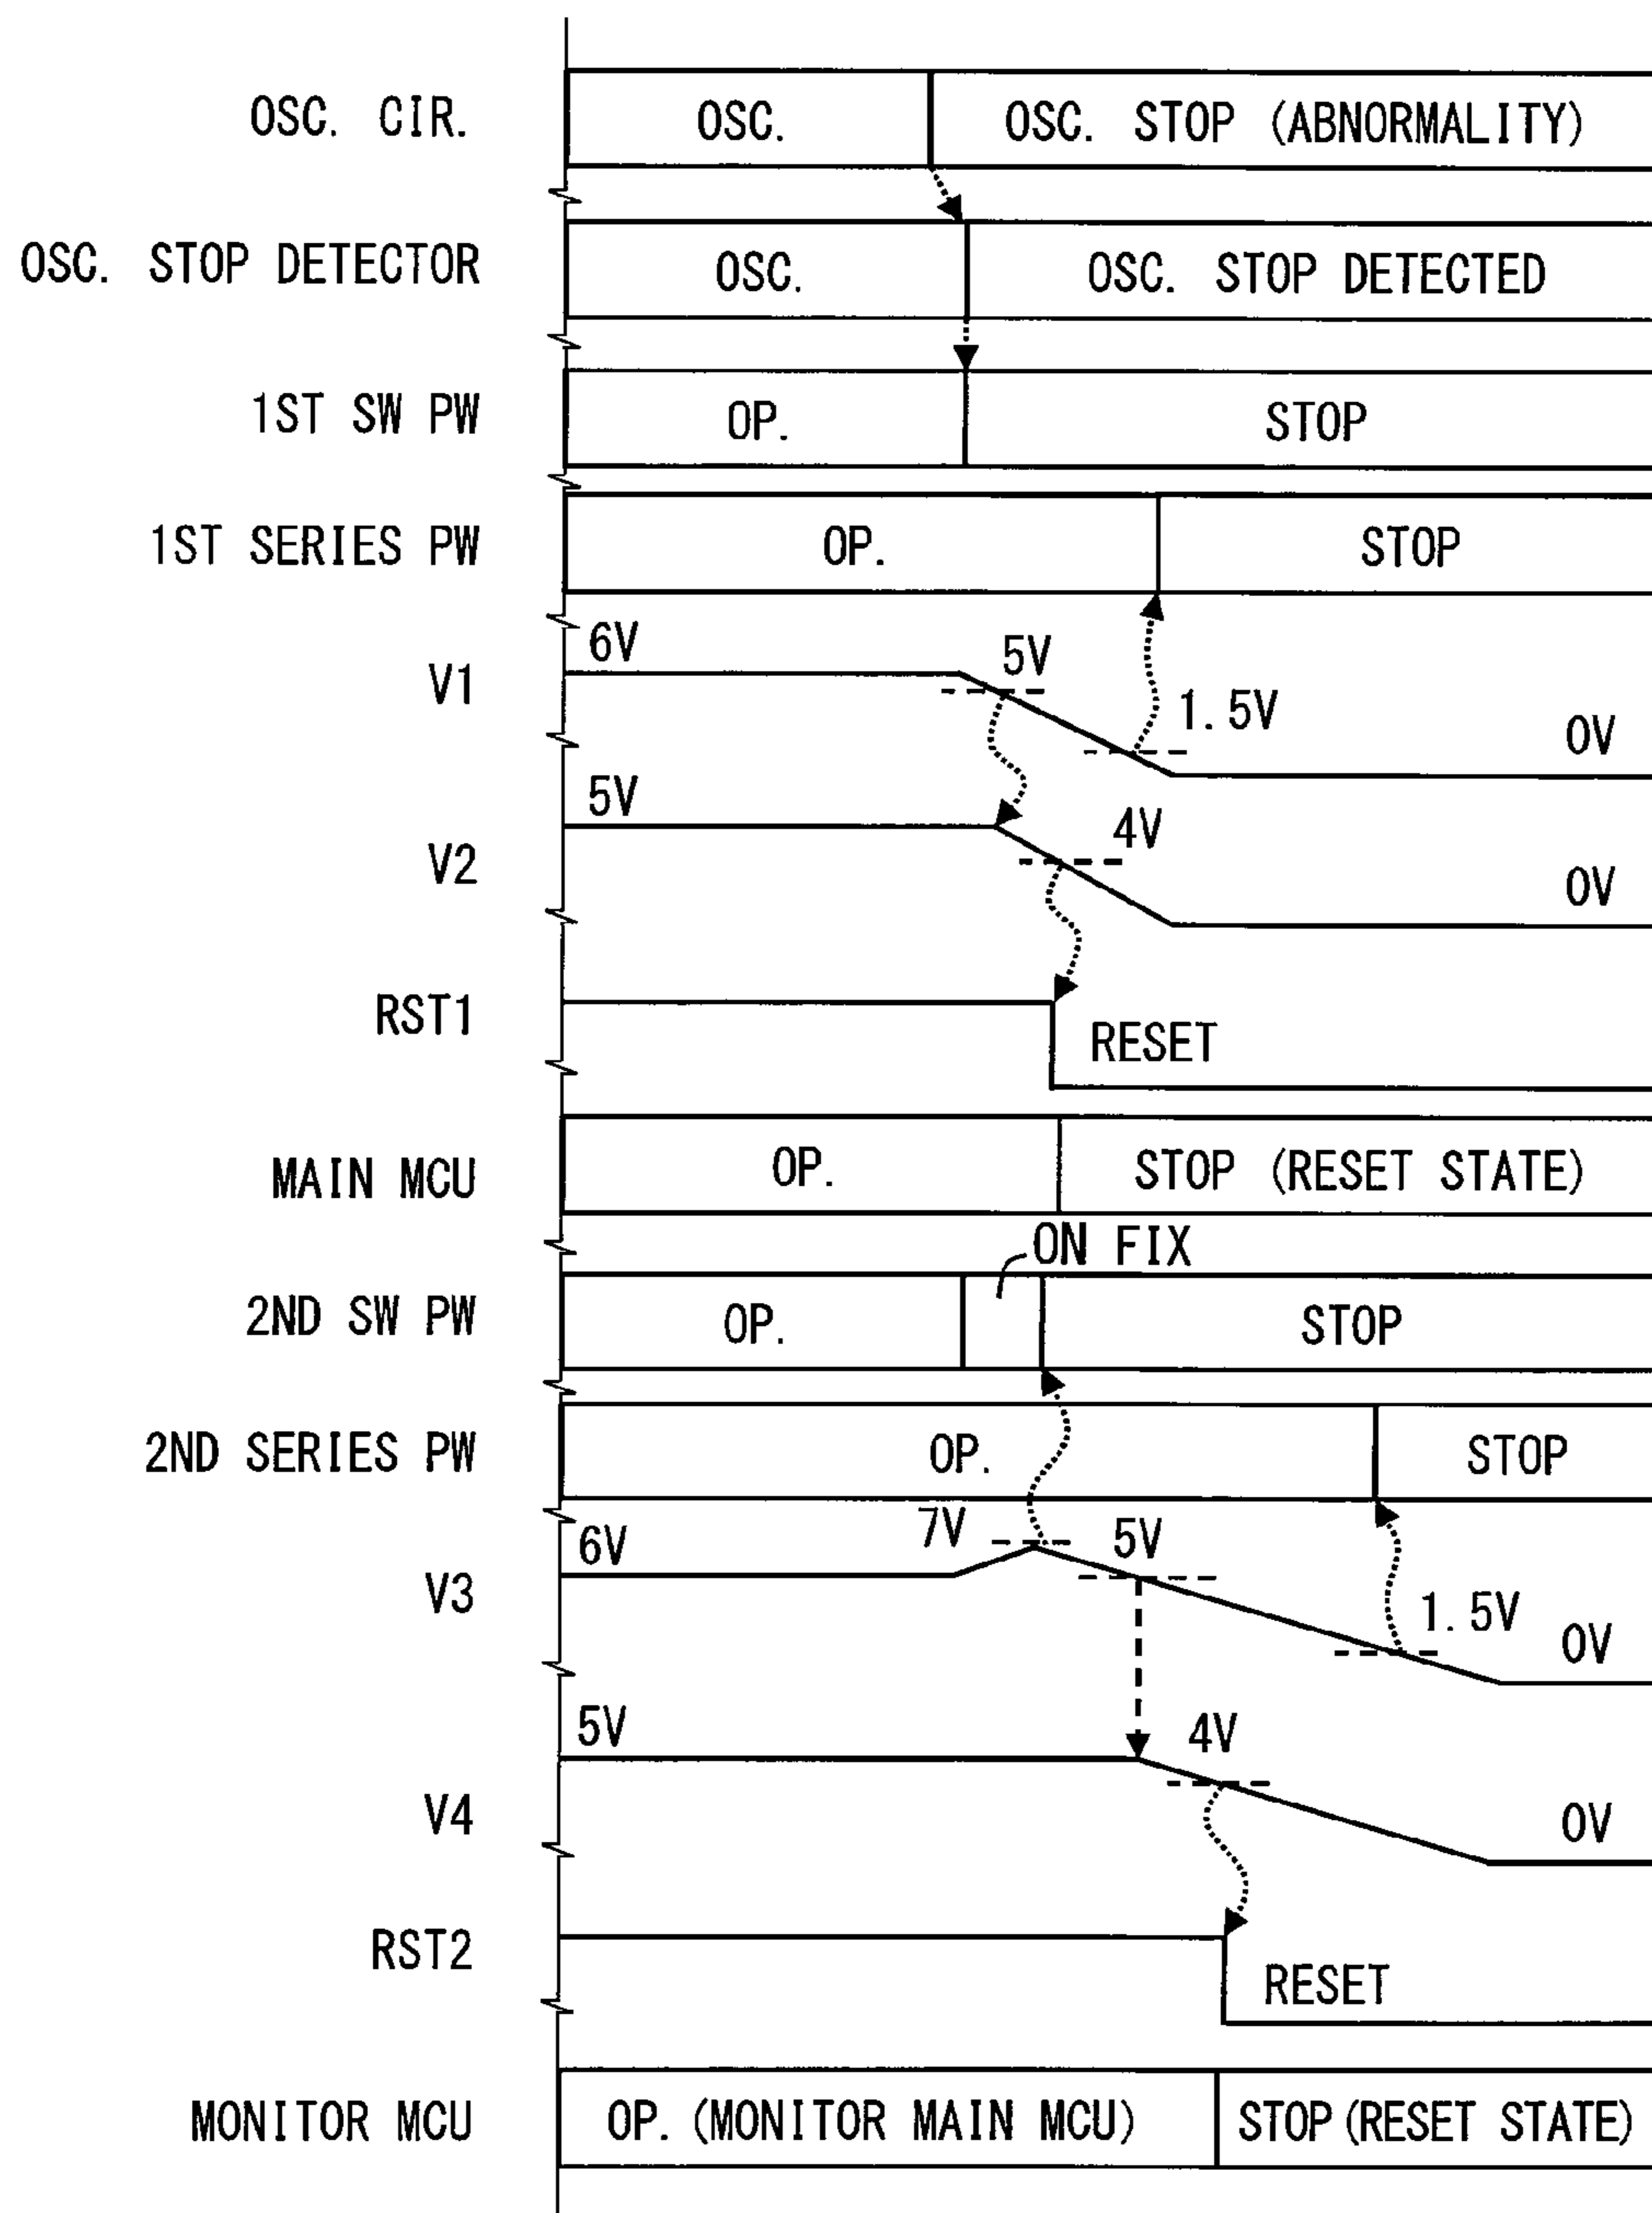 OSC. CIR. OSC. OSC. STOP (ABNORMALITY)
OSC. STOP DETECTOR OSC. OSC. STOP DETECTED
1ST SW PW OP. STOP
1ST SERIES PW OP. STOP
V1 6V 5V 1.5V 0V
V2 5V 4V 0V
RST1 RESET
MAIN MCU OP. STOP (RESET STATE)
ON FIX
2ND SW PW OP. STOP
2ND SERIES PW OP. STOP
V3 6V 7V 5V 1.5V 0V
V4 5V 4V 0V
RST2 RESET
MONITOR MCU OP. (MONITOR MAIN MCU) STOP (RESET STATE)